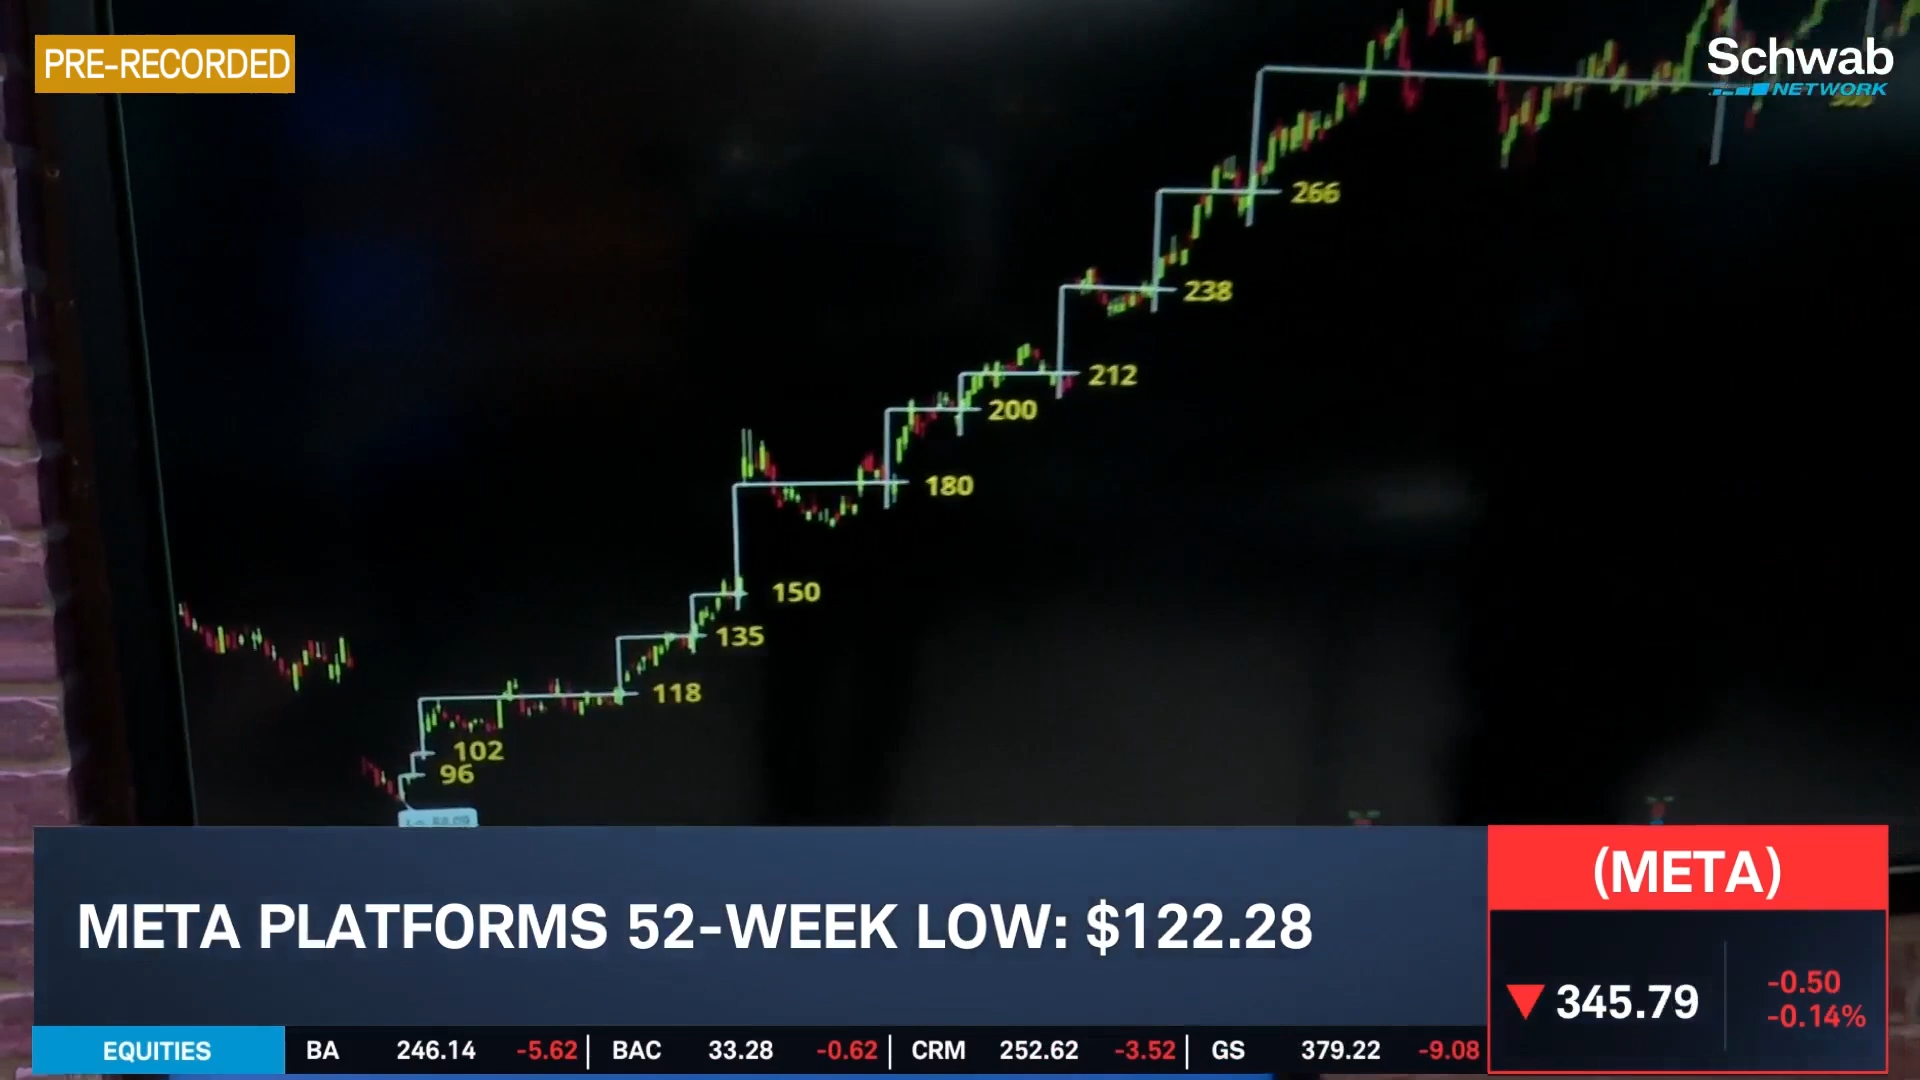 PRE-RECORDED
Schwab
NETWORK
266
238
212
200
180
150
135
118
102
96
META PLATFORMS 52-WEEK LOW: $122.28
(META)
▼ 345.79
-0.50
-0.14%
EQUITIES
BA 246.14 -5.62 | BAC 33.28 -0.62 | CRM 252.62 -3.52 | GS 379.22 -9.08